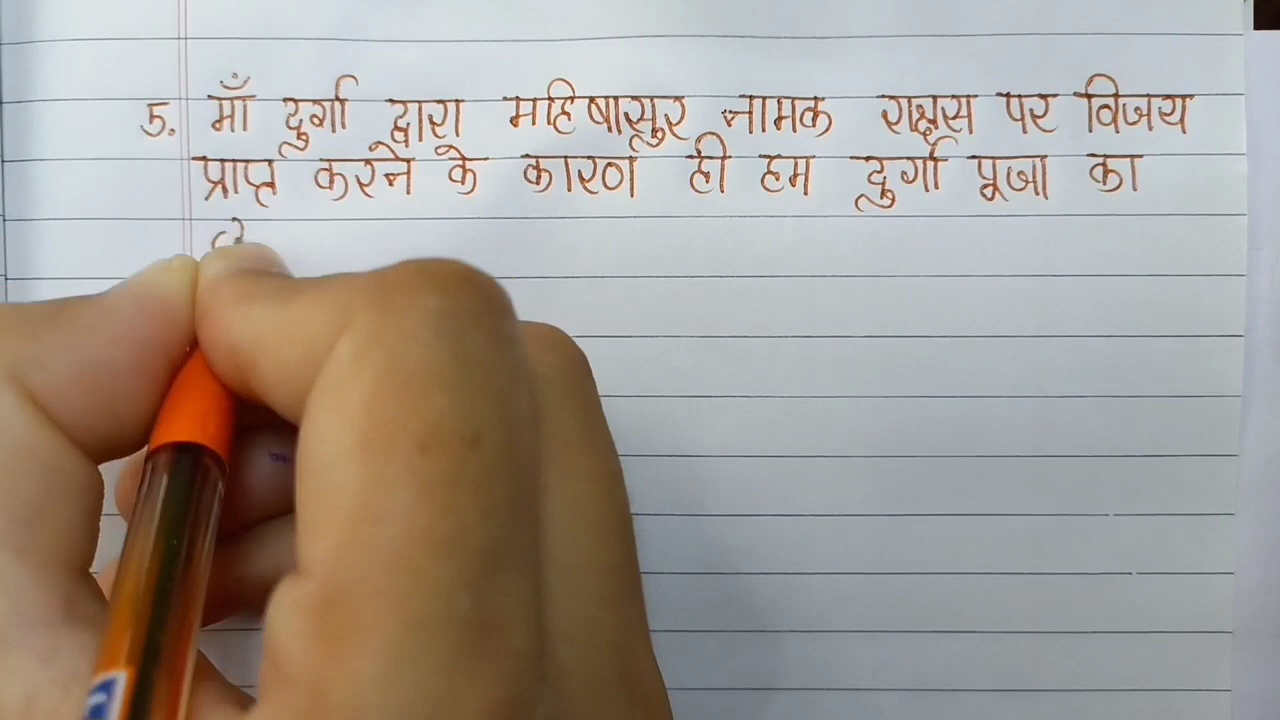 5. माँ दुर्गा द्वारा महिषासुर नामक राक्षस पर विजय
प्राप्त करने के कारण ही हम दुर्गा पूजा का